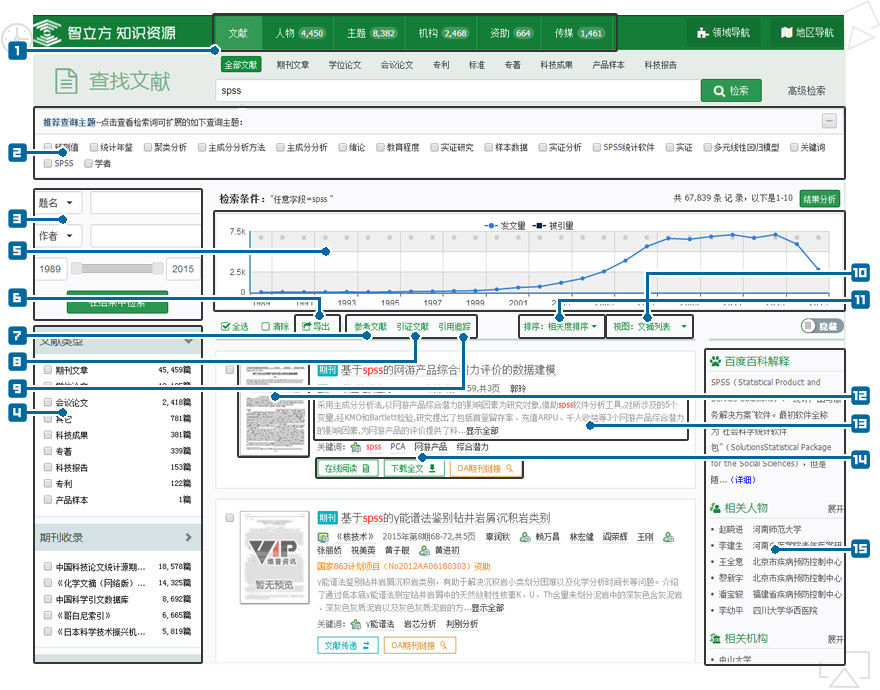 智立方 知识资源
文献 人物 4,450 主题 8,382 机构 2,468 资助 664 传媒 1,461 领域导航 地区导航
1
全部文献 期刊文章 学位论文 会议论文 专利 标准 专著 科技成果 产品样本 科技报告
查找文献
spss 检索 高级检索
推荐查询主题--点击查看检索词可扩展的如下查询主题:
2
统计年鉴 聚类分析 主成分分析方法 主成分分析 绪论 教育程度 实证研究 样本数据 实证分析 SPSS统计软件 实证 多元线性回归模型 关键词
SPSS 学者
题名
3
作者
1989 2015
检索条件: "任意字段=spss"
共 67,839 条 记 录, 以下是1-10 结果分析
发文量 被引量
7.5k
5
2.5k
0
1989 1991 1993 1995 1997 1999 2001
10
11
6
全选 清除 导出 参考文献 引证文献 引用追踪 排序: 相关度排序 视图: 文摘列表 隐藏
7
8
9
4
文献类型
期刊文章 45,459篇
会议论文 2,418篇
其它 781篇
科技成果 381篇
专著 339篇
科技报告 153篇
专利 122篇
产品样本 1篇
期刊收录
中国科技论文统计源期... 18,578篇
《化学文摘(网络版)... 14,325篇
中国科学引文数据库 8,692篇
《哥白尼索引》 6,665篇
《日本科学技术振兴机... 5,819篇
期刊 基于spss的网游产品综合潜力评价的数据建模
59,共3页 郭玲
采用主成分分析法,以网游产品综合潜力的影响因素为研究对象,借助spss软件分析工具,对所涉及的5个
变量,经KMO和Bartlett检验,研究提出了包括首登留存率、充值ARPU、千人收益等3个网游产品综合潜力
的影响因素,为网游产品的评价提供了科...显示全部
关键词: spss PCA 网游产品 综合潜力
在线阅读 下载全文 OA期刊链接
12
13
14
VIP
维普资讯
暂无预览
期刊 基于spss的γ能谱法鉴别钻井岩屑沉积岩类别
《核技术》 2015年第8期68-72,共5页 辜润秋 赖万昌 林宏健 阎荣辉 王刚
张丽娇 祝美英 黄子舰 黄进初
国家863计划项目(No2012AA06180303)资助
γ能谱法鉴别钻井岩屑沉积岩类别,有助于解决沉积岩小类划分困难以及化学分析时间长等问题。介绍
了通过低本底γ能谱法测定钻井岩屑中的天然放射性核素K、U、Th含量来划分泥岩中的深灰色含灰泥岩
、深灰色灰质泥岩以及灰色灰质泥岩的方...显示全部
关键词: γ能谱法 岩芯分析 判别分析
文献传递 OA期刊链接
百度百科解释
SPSS(Statistical Product and
务解决方案"软件。最初软件全称
为"社会科学统计软件
包"(SolutionsStatistical Package
for the Social Sciences),但是
随...(详细)
相关人物 展开
赵晓进 河南师范大学
李建生
15
王全意 北京市疾病预防控制中心
黎新宇 北京市疾病预防控制中心
潘宝骏 福建省疾病预防控制中心
李幼平 四川大学华西医院
相关机构 展开
中山大学